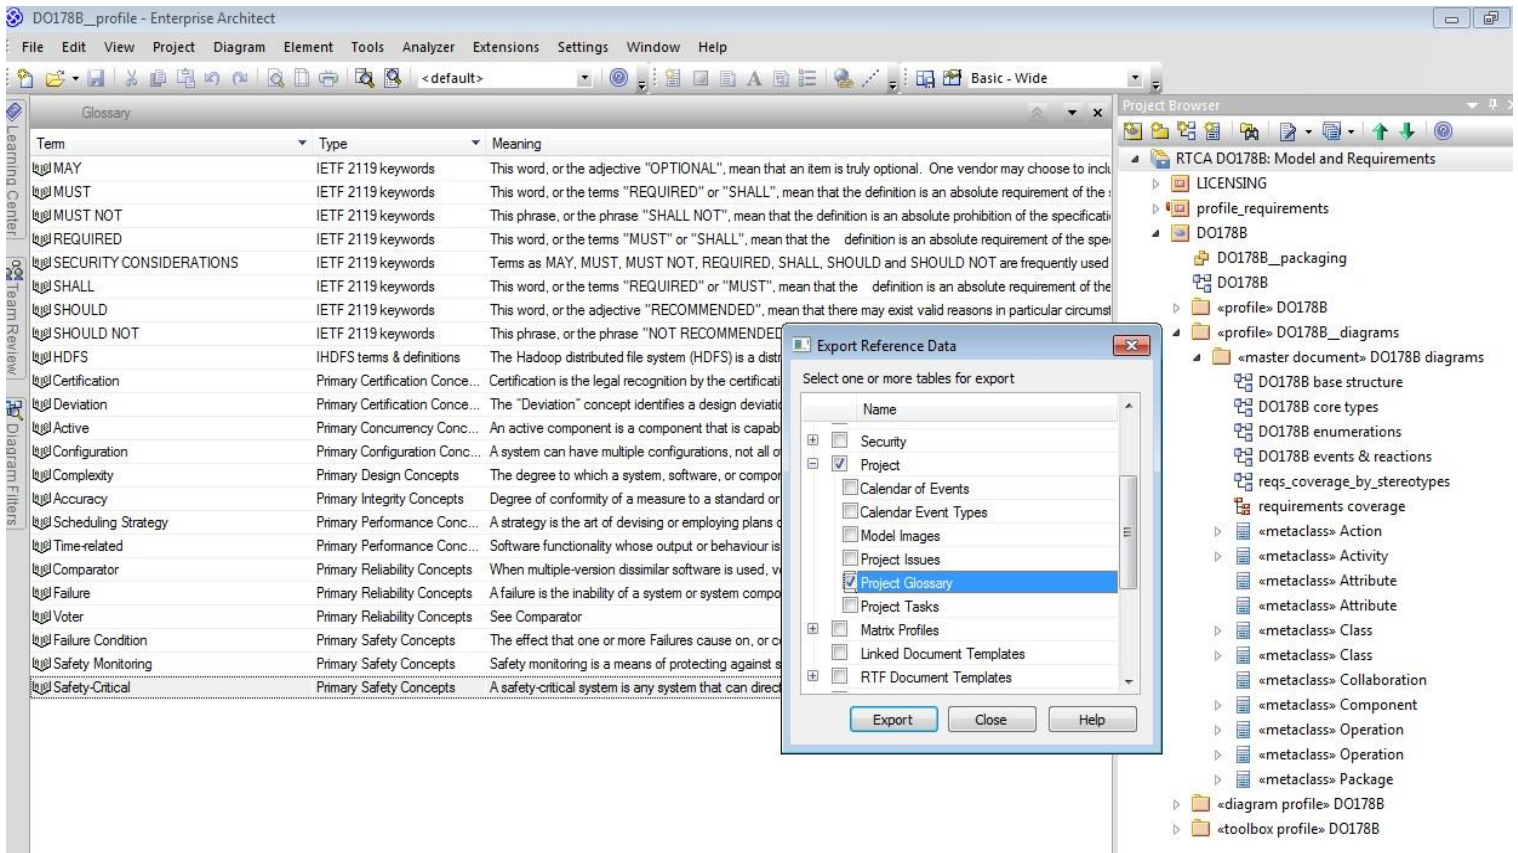 DO178B__profile - Enterprise Architect
File Edit View Project Diagram Element Tools Analyzer Extensions Settings Window Help
<default> Basic - Wide
Learning Center
Team Review
Diagram Filters
Glossary
Term Type Meaning
MAY IETF 2119 keywords This word, or the adjective "OPTIONAL", mean that an item is truly optional. One vendor may choose to inclu
MUST IETF 2119 keywords This word, or the terms "REQUIRED" or "SHALL", mean that the definition is an absolute requirement of the
MUST NOT IETF 2119 keywords This phrase, or the phrase "SHALL NOT", mean that the definition is an absolute prohibition of the specificati
REQUIRED IETF 2119 keywords This word, or the terms "MUST" or "SHALL", mean that the definition is an absolute requirement of the spe
SECURITY CONSIDERATIONS IETF 2119 keywords Terms as MAY, MUST, MUST NOT, REQUIRED, SHALL, SHOULD and SHOULD NOT are frequently used
SHALL IETF 2119 keywords This word, or the terms "REQUIRED" or "MUST", mean that the definition is an absolute requirement of the
SHOULD IETF 2119 keywords This word, or the adjective "RECOMMENDED", mean that there may exist valid reasons in particular circumst
SHOULD NOT IETF 2119 keywords This phrase, or the phrase "NOT RECOMMENDED
HDFS IHDFS terms & definitions The Hadoop distributed file system (HDFS) is a distr
Certification Primary Certification Conce... Certification is the legal recognition by the certificati
Deviation Primary Certification Conce... The "Deviation" concept identifies a design deviatio
Active Primary Concurrency Conc... An active component is a component that is capab
Configuration Primary Configuration Conc... A system can have multiple configurations, not all o
Complexity Primary Design Concepts The degree to which a system, software, or compor
Accuracy Primary Integrity Concepts Degree of conformity of a measure to a standard or
Scheduling Strategy Primary Performance Conc... A strategy is the art of devising or employing plans o
Time-related Primary Performance Conc... Software functionality whose output or behaviour is
Comparator Primary Reliability Concepts When multiple-version dissimilar software is used, v
Failure Primary Reliability Concepts A failure is the inability of a system or system compo
Voter Primary Reliability Concepts See Comparator
Failure Condition Primary Safety Concepts The effect that one or more Failures cause on, or c
Safety Monitoring Primary Safety Concepts Safety monitoring is a means of protecting against s
Safety-Critical Primary Safety Concepts A safety-critical system is any system that can direct
Export Reference Data
Select one or more tables for export
Name
Security
Project
Calendar of Events
Calendar Event Types
Model Images
Project Issues
Project Glossary
Project Tasks
Matrix Profiles
Linked Document Templates
RTF Document Templates
Export Close Help
Project Browser
RTCA DO178B: Model and Requirements
LICENSING
profile_requirements
DO178B
DO178B__packaging
DO178B
«profile» DO178B
«profile» DO178B__diagrams
«master document» DO178B diagrams
DO178B base structure
DO178B core types
DO178B enumerations
DO178B events & reactions
reqs_coverage_by_stereotypes
requirements coverage
«metaclass» Action
«metaclass» Activity
«metaclass» Attribute
«metaclass» Attribute
«metaclass» Class
«metaclass» Class
«metaclass» Collaboration
«metaclass» Component
«metaclass» Operation
«metaclass» Operation
«metaclass» Package
«diagram profile» DO178B
«toolbox profile» DO178B